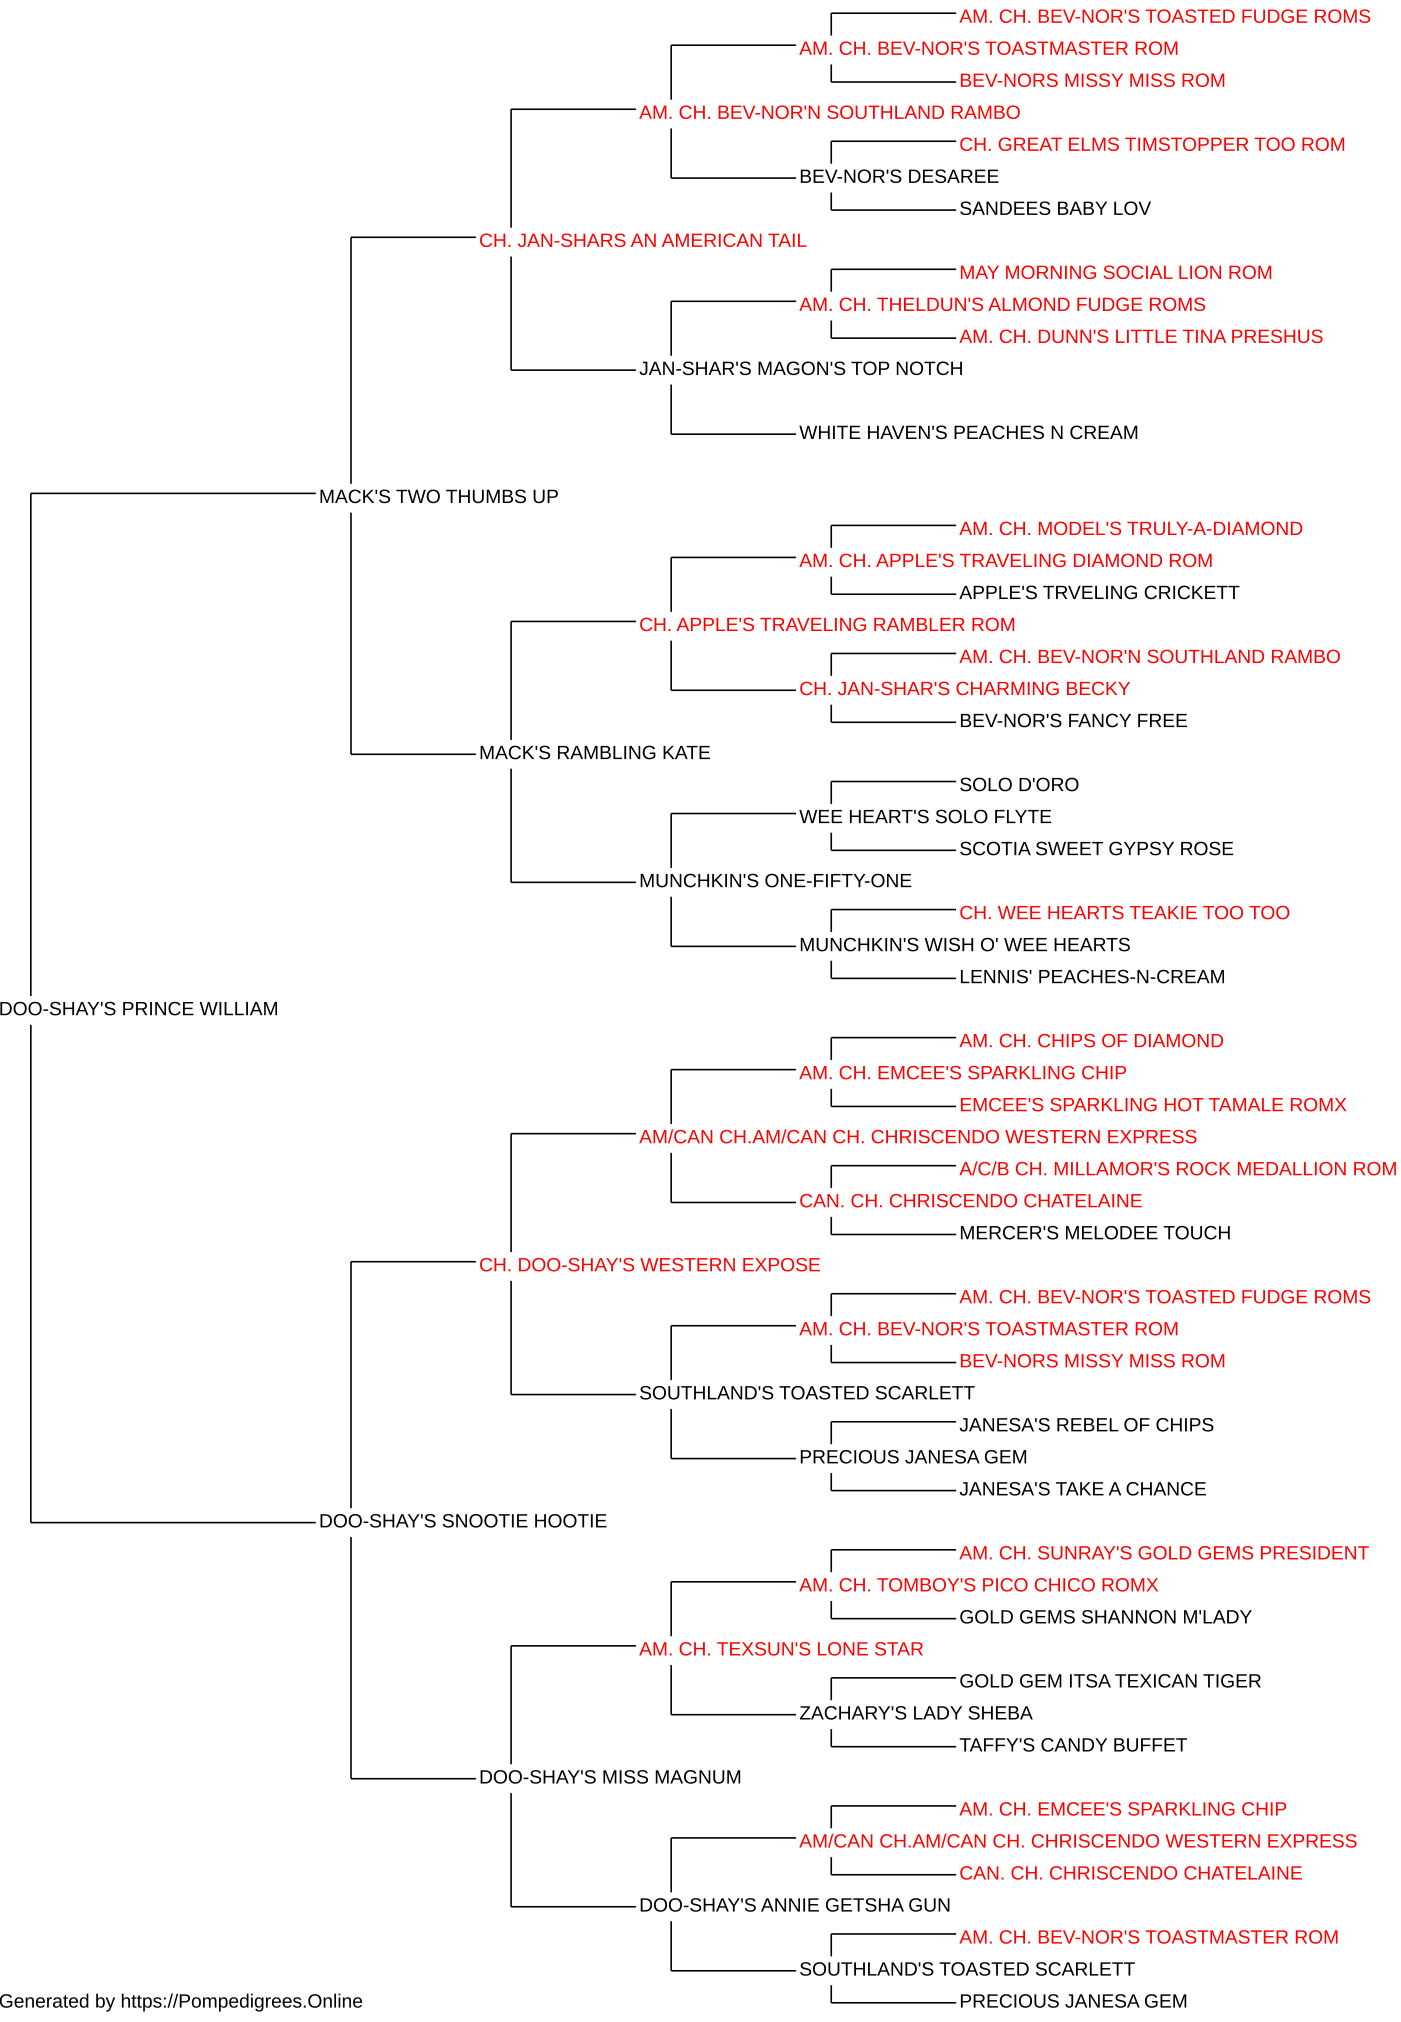 AM. CH. BEV-NOR'S TOASTED FUDGE ROMS
AM. CH. BEV-NOR'S TOASTMASTER ROM
BEV-NORS MISSY MISS ROM
AM. CH. BEV-NOR'N SOUTHLAND RAMBO
CH. GREAT ELMS TIMSTOPPER TOO ROM
BEV-NOR'S DESAREE
SANDEES BABY LOV
CH. JAN-SHARS AN AMERICAN TAIL
MAY MORNING SOCIAL LION ROM
AM. CH. THELDUN'S ALMOND FUDGE ROMS
AM. CH. DUNN'S LITTLE TINA PRESHUS
JAN-SHAR'S MAGON'S TOP NOTCH
WHITE HAVEN'S PEACHES N CREAM
MACK'S TWO THUMBS UP
AM. CH. MODEL'S TRULY-A-DIAMOND
AM. CH. APPLE'S TRAVELING DIAMOND ROM
APPLE'S TRVELING CRICKETT
CH. APPLE'S TRAVELING RAMBLER ROM
AM. CH. BEV-NOR'N SOUTHLAND RAMBO
CH. JAN-SHAR'S CHARMING BECKY
BEV-NOR'S FANCY FREE
MACK'S RAMBLING KATE
SOLO D'ORO
WEE HEART'S SOLO FLYTE
SCOTIA SWEET GYPSY ROSE
MUNCHKIN'S ONE-FIFTY-ONE
CH. WEE HEARTS TEAKIE TOO TOO
MUNCHKIN'S WISH O' WEE HEARTS
LENNIS' PEACHES-N-CREAM
DOO-SHAY'S PRINCE WILLIAM
AM. CH. CHIPS OF DIAMOND
AM. CH. EMCEE'S SPARKLING CHIP
EMCEE'S SPARKLING HOT TAMALE ROMX
AM/CAN CH.AM/CAN CH. CHRISCENDO WESTERN EXPRESS
A/C/B CH. MILLAMOR'S ROCK MEDALLION ROM
CAN. CH. CHRISCENDO CHATELAINE
MERCER'S MELODEE TOUCH
CH. DOO-SHAY'S WESTERN EXPOSE
AM. CH. BEV-NOR'S TOASTED FUDGE ROMS
AM. CH. BEV-NOR'S TOASTMASTER ROM
BEV-NORS MISSY MISS ROM
SOUTHLAND'S TOASTED SCARLETT
JANESA'S REBEL OF CHIPS
PRECIOUS JANESA GEM
JANESA'S TAKE A CHANCE
DOO-SHAY'S SNOOTIE HOOTIE
AM. CH. SUNRAY'S GOLD GEMS PRESIDENT
AM. CH. TOMBOY'S PICO CHICO ROMX
GOLD GEMS SHANNON M'LADY
AM. CH. TEXSUN'S LONE STAR
GOLD GEM ITSA TEXICAN TIGER
ZACHARY'S LADY SHEBA
TAFFY'S CANDY BUFFET
DOO-SHAY'S MISS MAGNUM
AM. CH. EMCEE'S SPARKLING CHIP
AM/CAN CH.AM/CAN CH. CHRISCENDO WESTERN EXPRESS
CAN. CH. CHRISCENDO CHATELAINE
DOO-SHAY'S ANNIE GETSHA GUN
AM. CH. BEV-NOR'S TOASTMASTER ROM
SOUTHLAND'S TOASTED SCARLETT
PRECIOUS JANESA GEM
Generated by https://Pompedigrees.Online